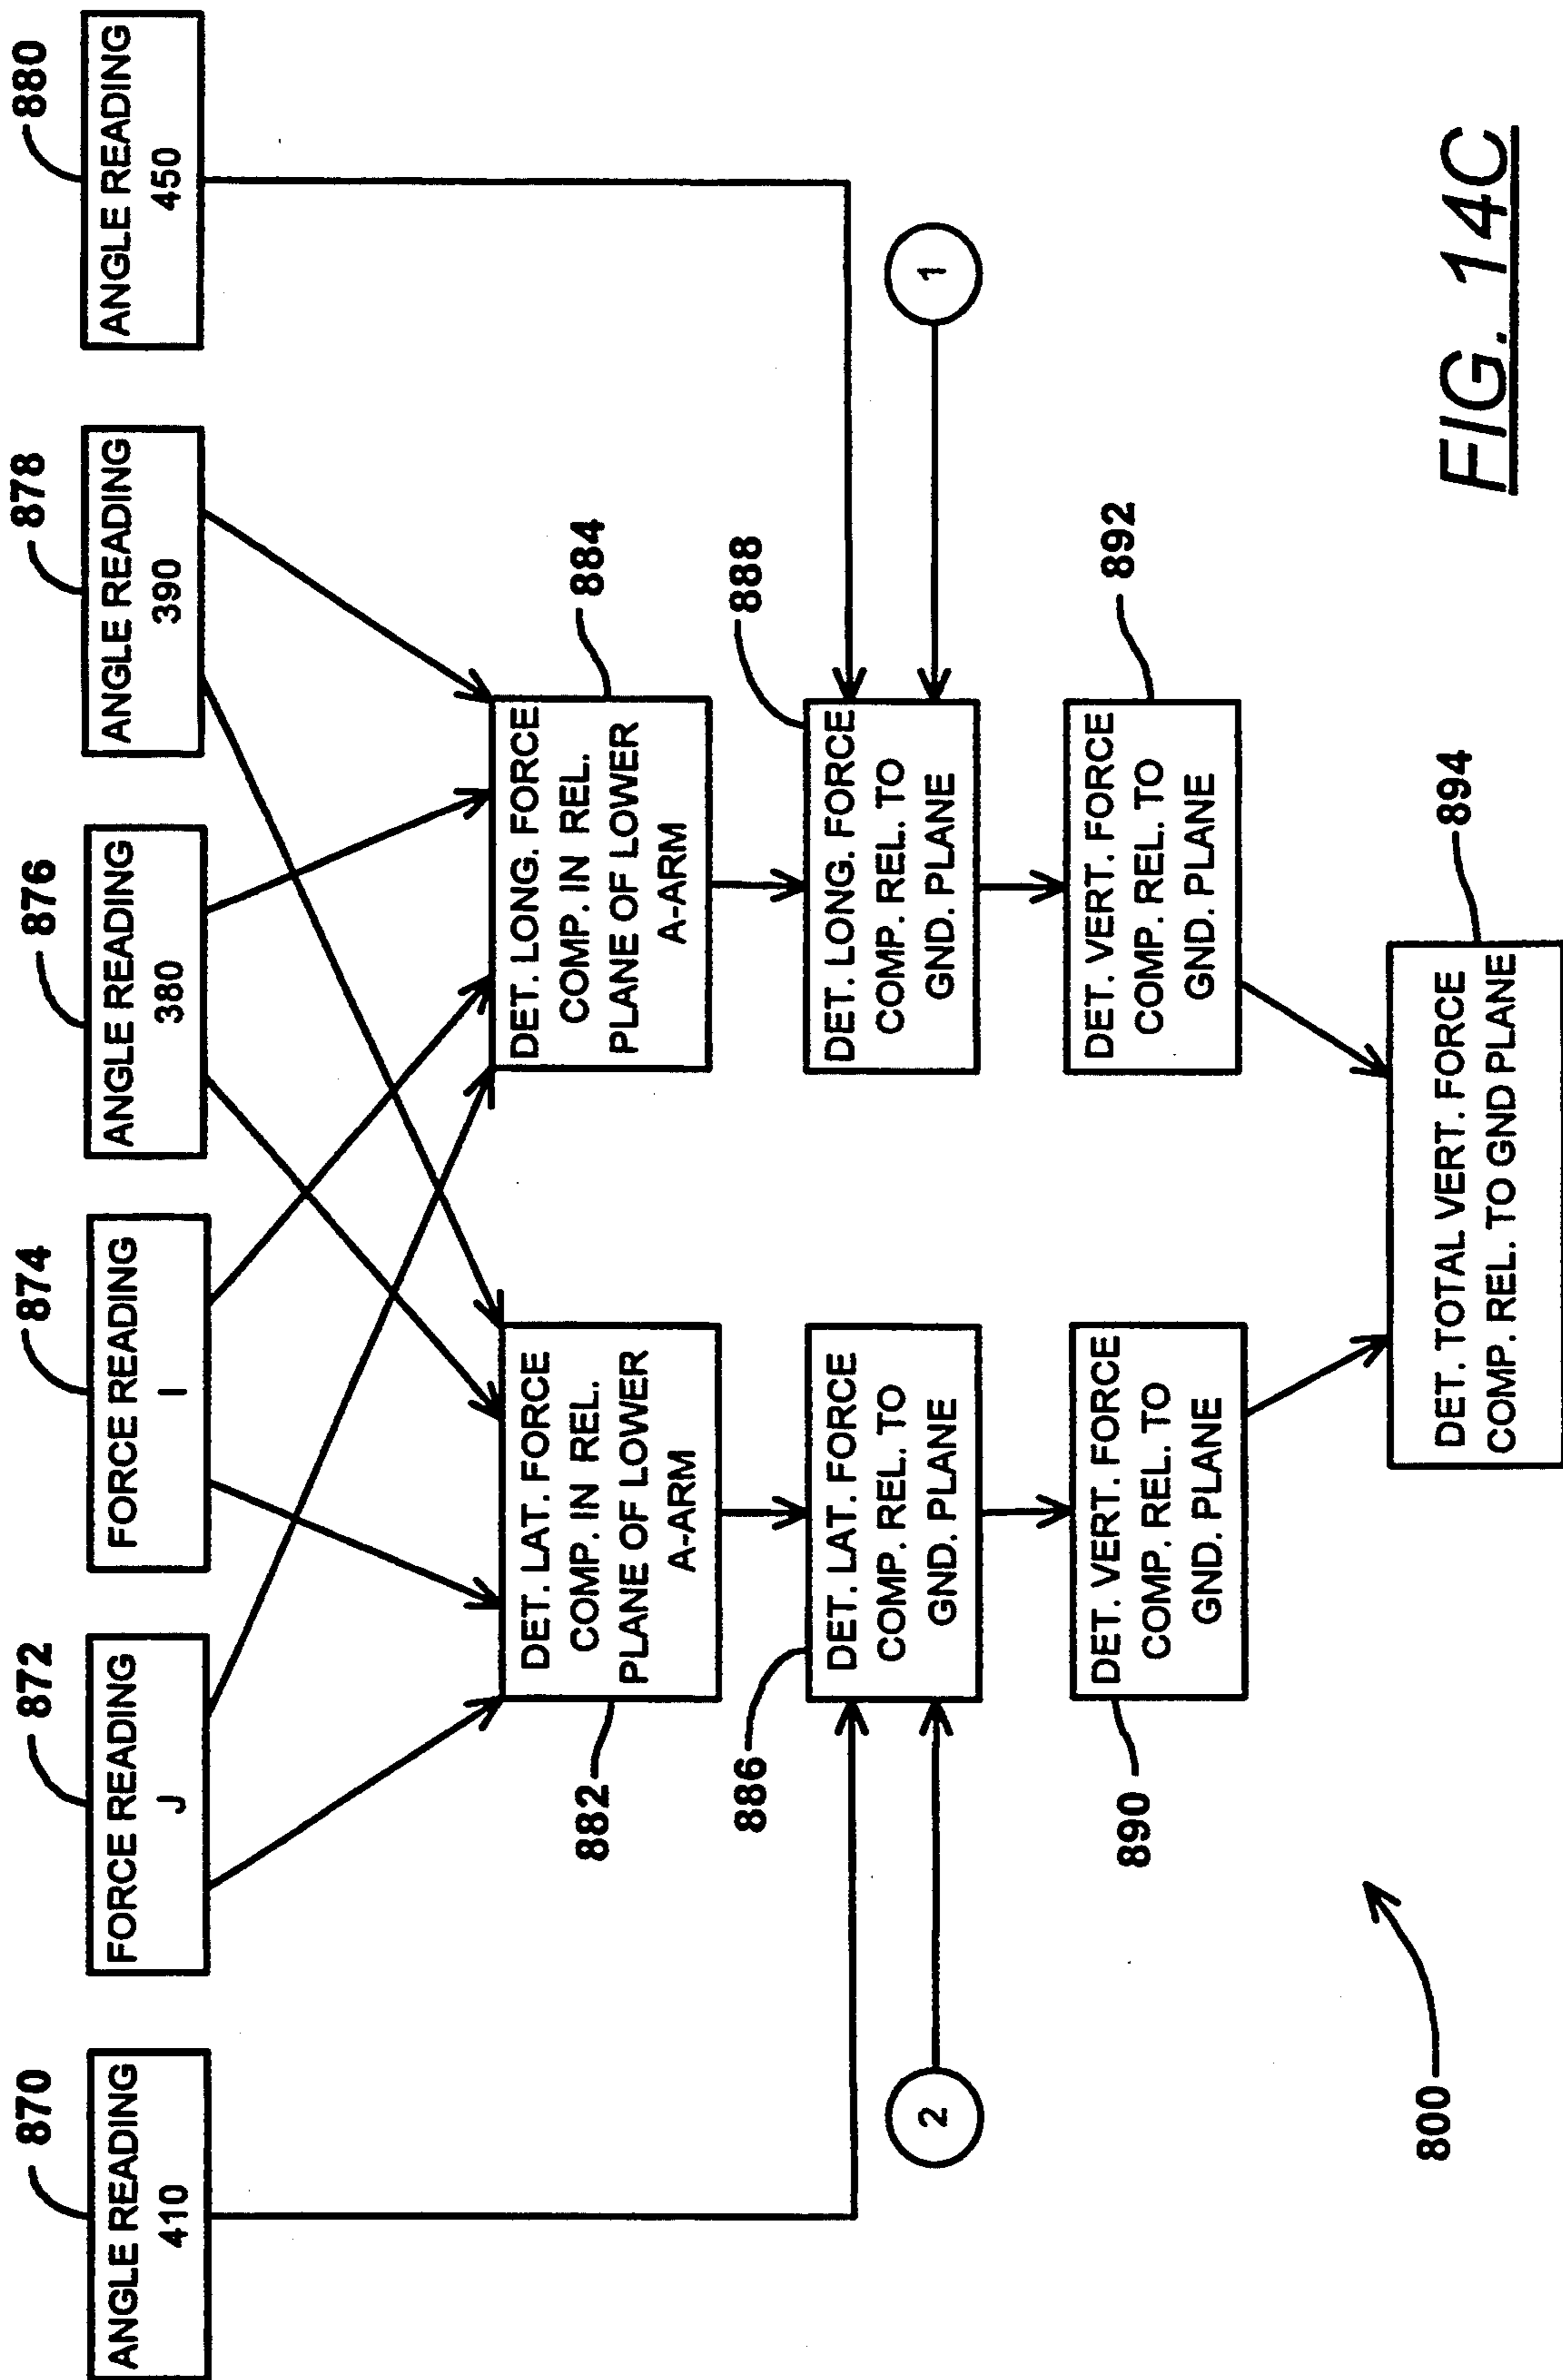 870
872
874
876
878
880
ANGLE READING
410
FORCE READING
J
FORCE READING
I
ANGLE READING
380
ANGLE READING
390
ANGLE READING
450
882
DET. LAT. FORCE
COMP. IN REL.
PLANE OF LOWER
A-ARM
DET. LONG. FORCE
COMP. IN REL.
PLANE OF LOWER
A-ARM
884
886
DET. LAT. FORCE
COMP. REL. TO
GND. PLANE
888
DET. LONG. FORCE
COMP. REL. TO
GND. PLANE
2
1
890
DET. VERT. FORCE
COMP. REL. TO
GND. PLANE
DET. VERT. FORCE
COMP. REL. TO
GND. PLANE
892
DET. TOTAL VERT. FORCE
COMP. REL. TO GND PLANE
894
800
FIG. 14C